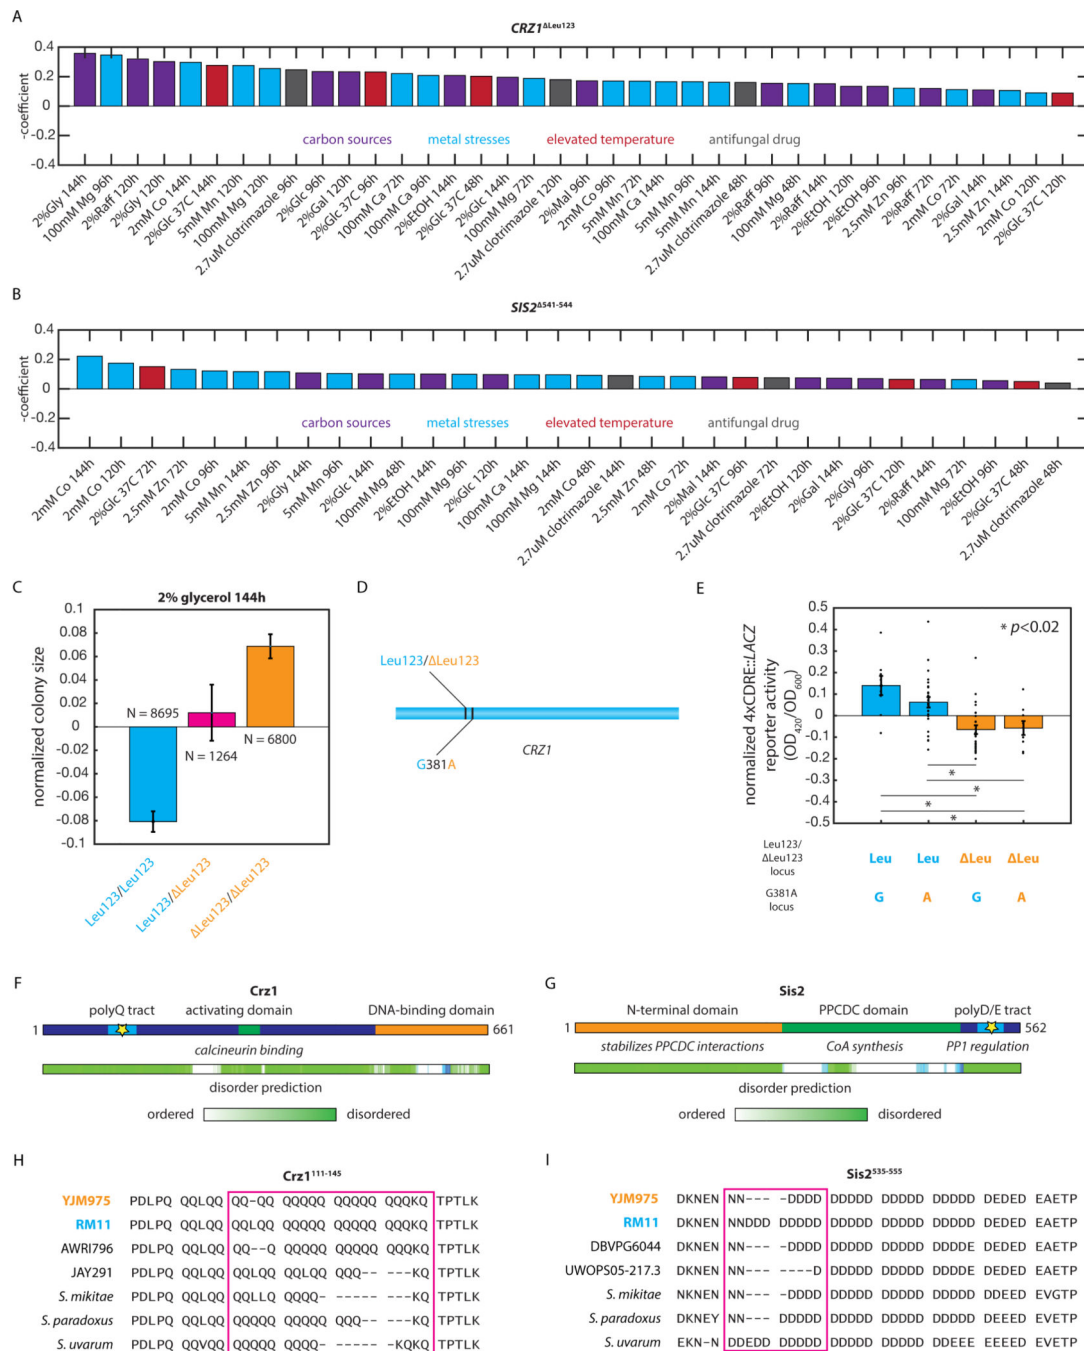 A
CRZ1ΔLeu123
0.4
0.2
0
-0.2
-0.4
-coefficient
carbon sources
metal stresses
elevated temperature
antifungal drug
2%Gly 144h
100mM Mg 96h
2%Raff 120h
2%Gly 120h
2mM Co 144h
2%Glc 37C 144h
5mM Mn 120h
100mM Mg 120h
2.7uM clotrimazole 96h
2%Glc 96h
2%Gal 120h
2%Glc 37C 96h
100mM Ca 72h
100mM Ca 96h
2%EtOH 144h
2%Glc 37C 48h
2%Glc 144h
100mM Mg 72h
2.7uM clotrimazole 120h
2%Mal 96h
2mM Co 96h
5mM Mn 72h
100mM Ca 144h
5mM Mn 96h
5mM Mn 144h
2.7uM clotrimazole 48h
2%Raff 96h
100mM Mg 48h
2%Raff 144h
2%EtOH 120h
2%EtOH 96h
2.5mM Zn 96h
2%Raff 72h
2mM Co 72h
2%Gal 144h
2.5mM Zn 144h
2mM Co 120h
2%Glc 37C 120h
B
SIS2Δ541-544
0.4
0.2
0
-0.2
-0.4
-coefficient
carbon sources
metal stresses
elevated temperature
antifungal drug
2mM Co 144h
2mM Co 120h
2%Glc 37C 72h
2.5mM Zn 72h
2mM Co 96h
5mM Mn 144h
2.5mM Zn 96h
2%Gly 144h
5mM Mn 96h
2%Glc 144h
100mM Mg 48h
2%EtOH 144h
100mM Mg 96h
2%Glc 120h
100mM Ca 144h
100mM Mg 144h
2mM Co 48h
2.7uM clotrimazole 144h
2.5mM Zn 48h
2mM Co 72h
2%Mal 144h
2%Glc 37C 96h
2.7uM clotrimazole 72h
2%EtOH 120h
2%Gal 144h
2%Gly 96h
2%Glc 37C 120h
2%Raff 144h
100mM Mg 72h
2%EtOH 96h
2%Glc 37C 48h
2.7uM clotrimazole 48h
C
2% glycerol 144h
0.1
0.08
0.06
0.04
0.02
0
-0.02
-0.04
-0.06
-0.08
-0.1
normalized colony size
N = 8695
N = 1264
N = 6800
Leu123/Leu123
Leu123/ΔLeu123
ΔLeu123/ΔLeu123
D
Leu123/ΔLeu123
G381A
CRZ1
E
normalized 4xCDRE::LACZ
reporter activity
(OD420/OD600)
0.5
0.4
0.3
0.2
0.1
0
-0.1
-0.2
-0.3
-0.4
-0.5
* p<0.02
*
*
*
*
Leu123/
ΔLeu123
locus
Leu Leu ΔLeu ΔLeu
G381A
locus
G A G A
F
Crz1
polyQ tract activating domain DNA-binding domain
1 661
calcineurin binding
disorder prediction
ordered disordered
G
Sis2
N-terminal domain PPCDC domain polyD/E tract
1 562
stabilizes PPCDC interactions CoA synthesis PP1 regulation
disorder prediction
ordered disordered
H
Crz1111-145
YJM975 PDLPQ QQLQQ QQ-QQ QQQQQ QQQQQ QQQKQ TPTLK
RM11 PDLPQ QQLQQ QQLQQ QQQQQ QQQQQ QQQKQ TPTLK
AWRI796 PDLPQ QQLQQ QQ--Q QQQQQ QQQQQ QQQKQ TPTLK
JAY291 PDLPQ QQLQQ QQLQQ QQLQQ QQQ-- ---KQ TPTLK
S. mikitae PDLPQ QQLQQ QQLLQ QQQQQ Q---- ---KQ TPTLK
S. paradoxus PDLPQ QQLQQ QQQQQ QQQQQ QQQ-- ---KQ TPTLK
S. uvarum PDLPQ QQVQQ QQQQQ QQQQQ Q---- -KQKQ TPTLK
I
Sis2535-555
YJM975 DKNEN NN--- -DDDD DDDDD DDDDD DDDDD DEDED EAETP
RM11 DKNEN NNDDD DDDDD DDDDD DDDDD DDDDD DEDED EAETP
DBVPG6044 DKNEN NN--- -DDDD DDDDD DDDDD DDDDE DEDED EAETP
UWOPS05-217.3 DKNEN NN--- ----D DDDDD DDDDD DDDDE DEDED EAETP
S. mikitae NKNEN NN--- -DDDD DDDDD DDDDD DDDDD DDEED EVGTP
S. paradoxus DKNEY NN--- -DDDD DDDDD DDDDD DDDDD DDEED EVETP
S. uvarum EKN-N DDEDD DDDDD DDDDD DDDDD DDEEE EEEED EVETP